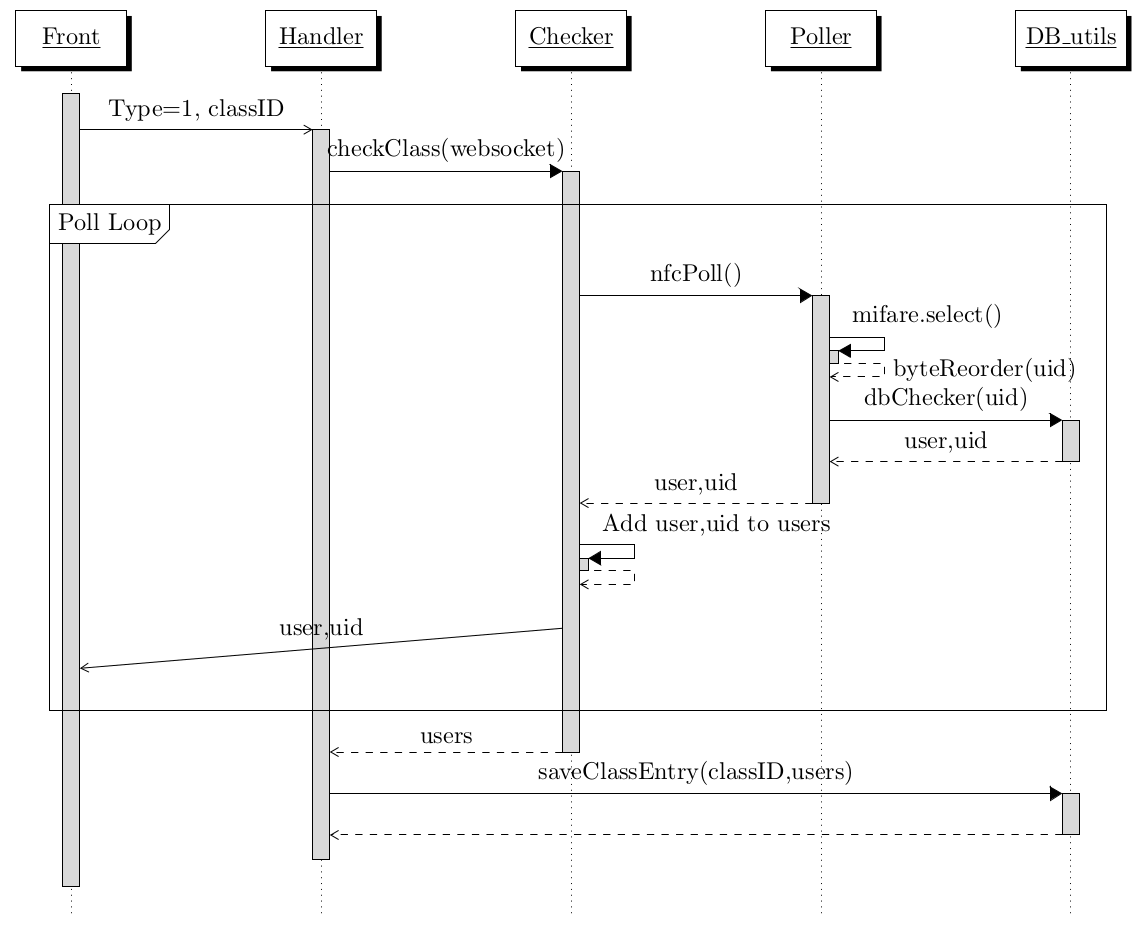 Front
Handler
Checker
Poller
DB_utils
Type=1, classID
checkClass(websocket)
Poll Loop
nfcPoll()
mifare.select()
byteReorder(uid)
dbChecker(uid)
user,uid
user,uid
Add user,uid to users
user,uid
users
saveClassEntry(classID,users)